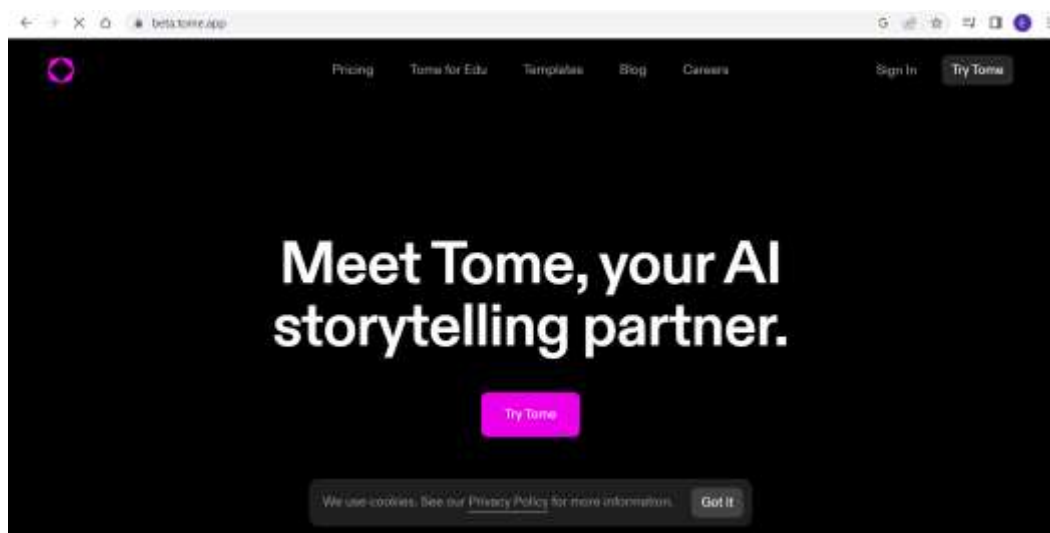 beta.tome.app
Pricing Tome for Edu Templates Blog Careers Sign In Try Tome
Meet Tome, your AI
storytelling partner.
Try Tome
We use cookies. See our Privacy Policy for more information. Got It